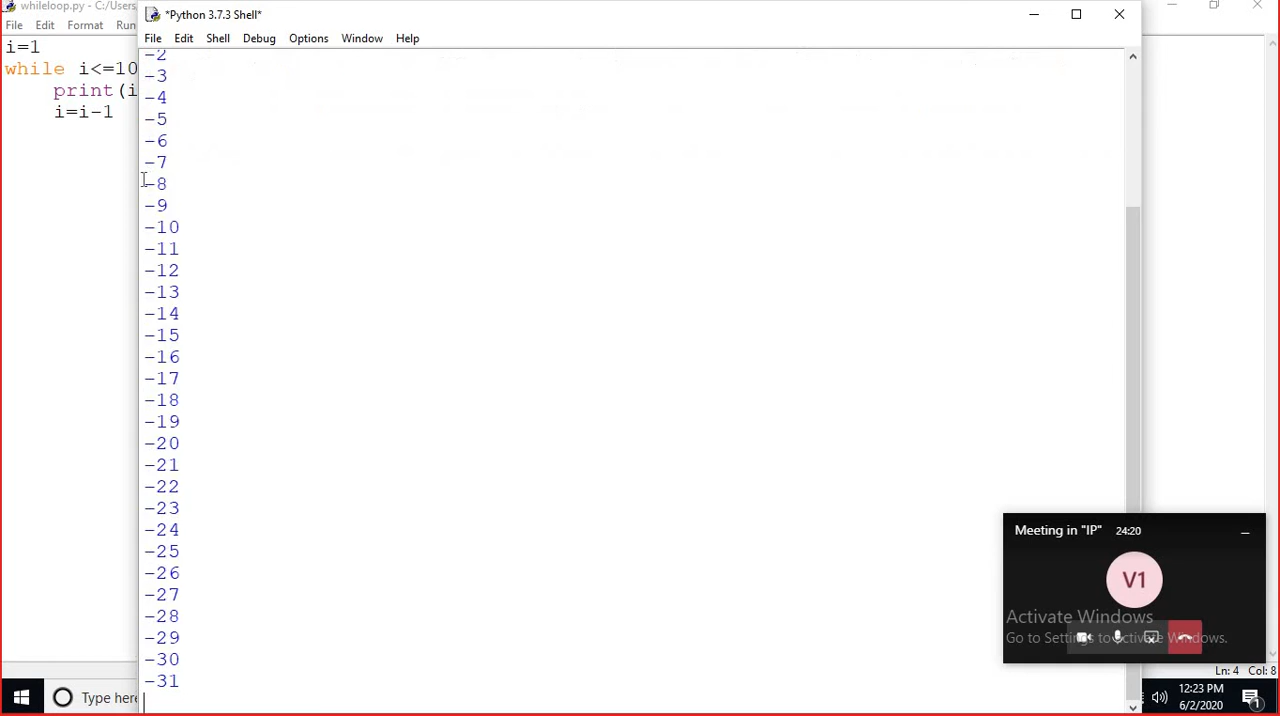 whileloop.py - C:/Users
File Edit Format Run
i=1
while i<=10
print(i
i=i-1
*Python 3.7.3 Shell*
File Edit Shell Debug Options Window Help
-2
-3
-4
-5
-6
-7
-8
-9
-10
-11
-12
-13
-14
-15
-16
-17
-18
-19
-20
-21
-22
-23
-24
-25
-26
-27
-28
-29
-30
-31
Meeting in "IP" 24:20
V1
Activate Windows
Go to Settings to activate Windows.
Ln: 4 Col: 8
Type here
12:23 PM
6/2/2020
1